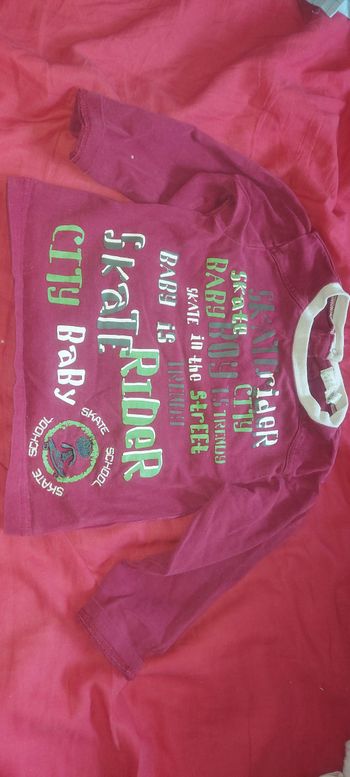 SKATE rideR
Skate CITY
BABY BOY IS TRENDY
SKATE in the StReEt
BABY is TRENDY
SKaTE RIDeR
CITY BaBy
SKATE SCHOOL SKATE SCHOOL